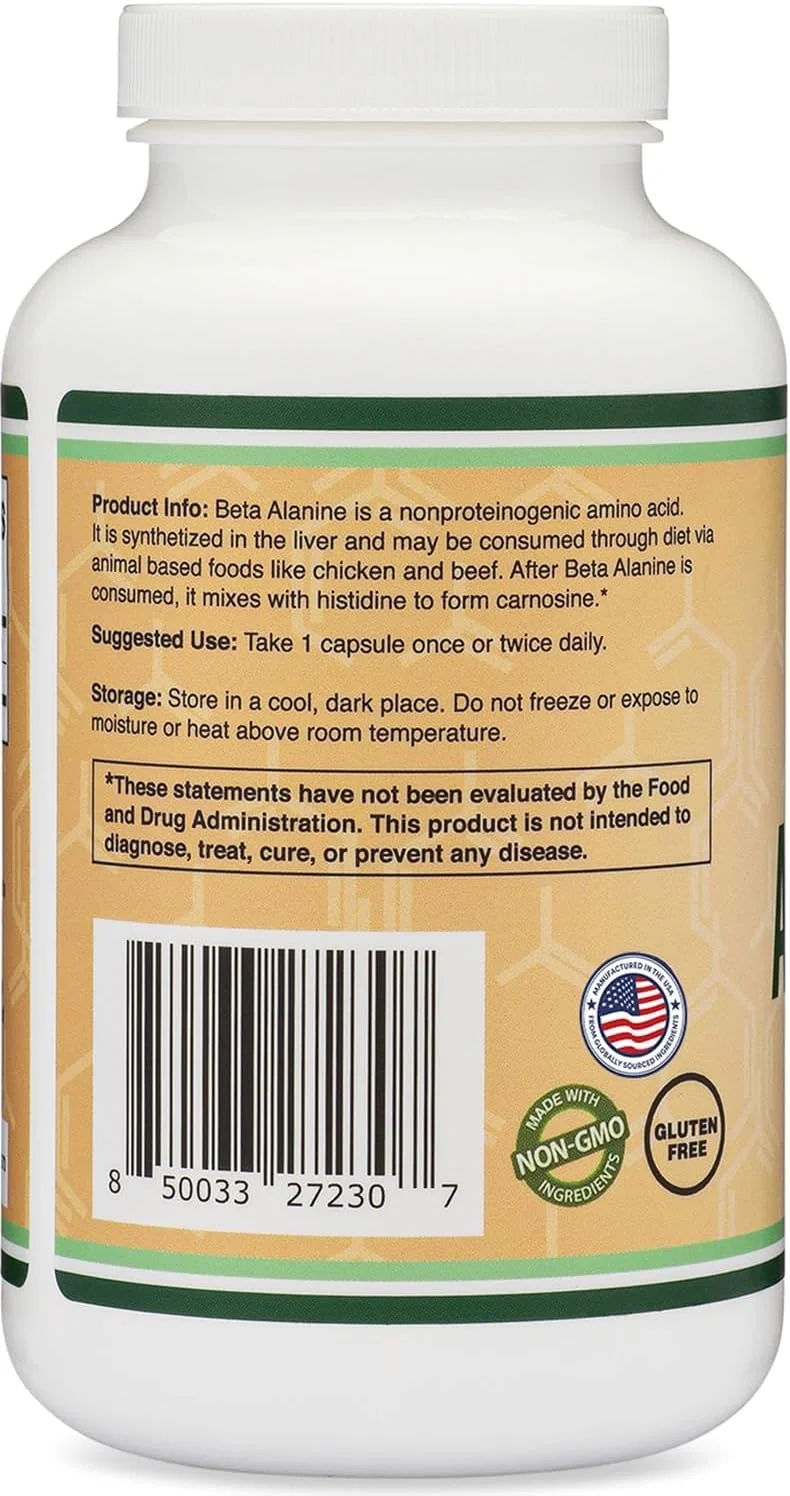 Product Info: Beta Alanine is a nonproteinogenic amino acid.
It is synthetized in the liver and may be consumed through diet via
animal based foods like chicken and beef. After Beta Alanine is
consumed, it mixes with histidine to form carnosine.*
Suggested Use: Take 1 capsule once or twice daily.
Storage: Store in a cool, dark place. Do not freeze or expose to
moisture or heat above room temperature.
*These statements have not been evaluated by the Food
and Drug Administration. This product is not intended to
diagnose, treat, cure, or prevent any disease.
8 50033 27230 7
MANUFACTURED IN THE USA
FROM GLOBALLY SOURCED INGREDIENTS
MADE WITH
NON-GMO
INGREDIENTS
GLUTEN
FREE